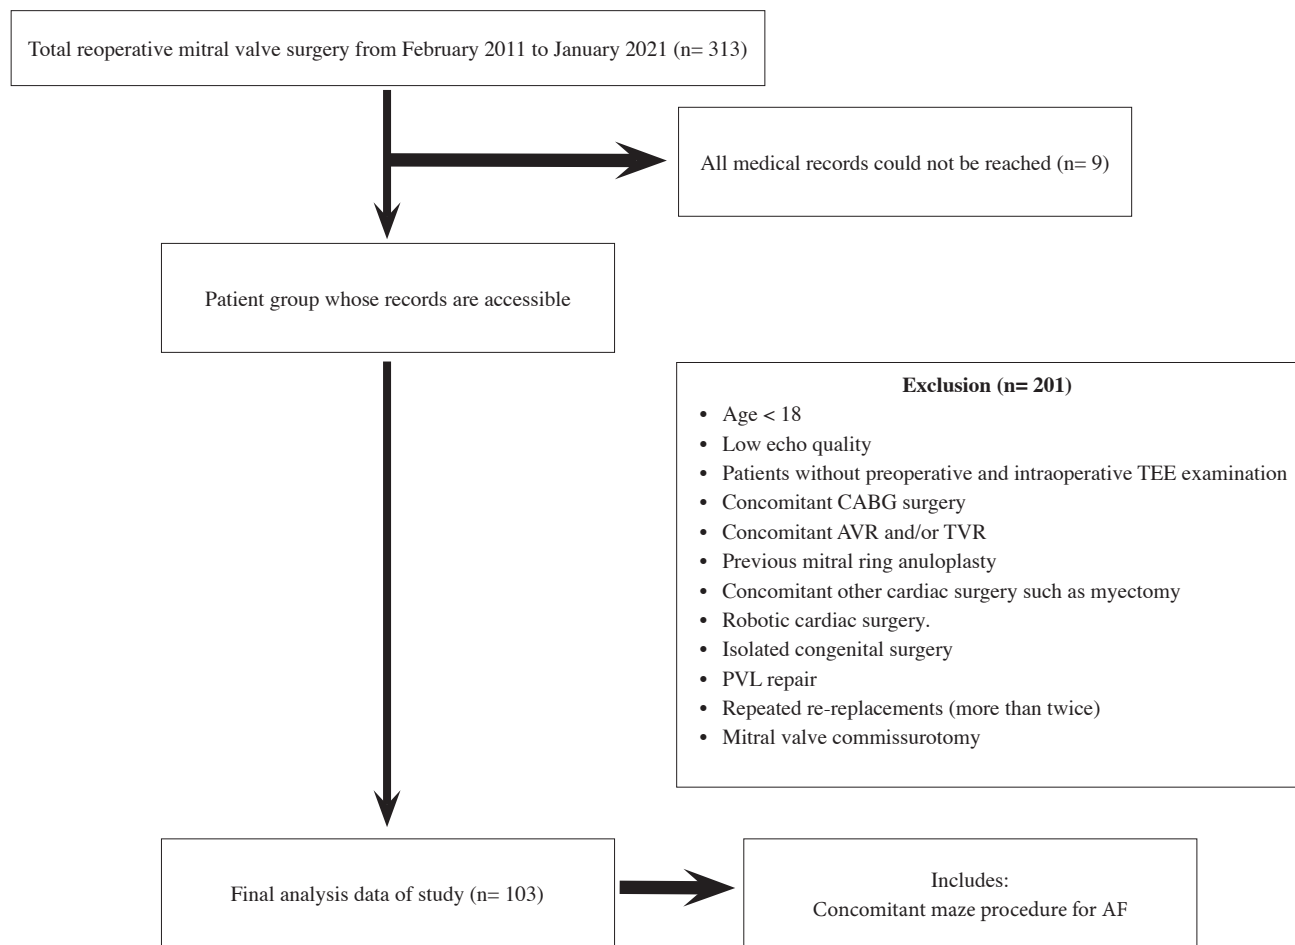 Total reoperative mitral valve surgery from February 2011 to January 2021 (n= 313)
All medical records could not be reached (n= 9)
Patient group whose records are accessible
Exclusion (n= 201)
• Age < 18
• Low echo quality
• Patients without preoperative and intraoperative TEE examination
• Concomitant CABG surgery
• Concomitant AVR and/or TVR
• Previous mitral ring anuloplasty
• Concomitant other cardiac surgery such as myectomy
• Robotic cardiac surgery.
• Isolated congenital surgery
• PVL repair
• Repeated re-replacements (more than twice)
• Mitral valve commissurotomy
Final analysis data of study (n= 103)
Includes:
Concomitant maze procedure for AF